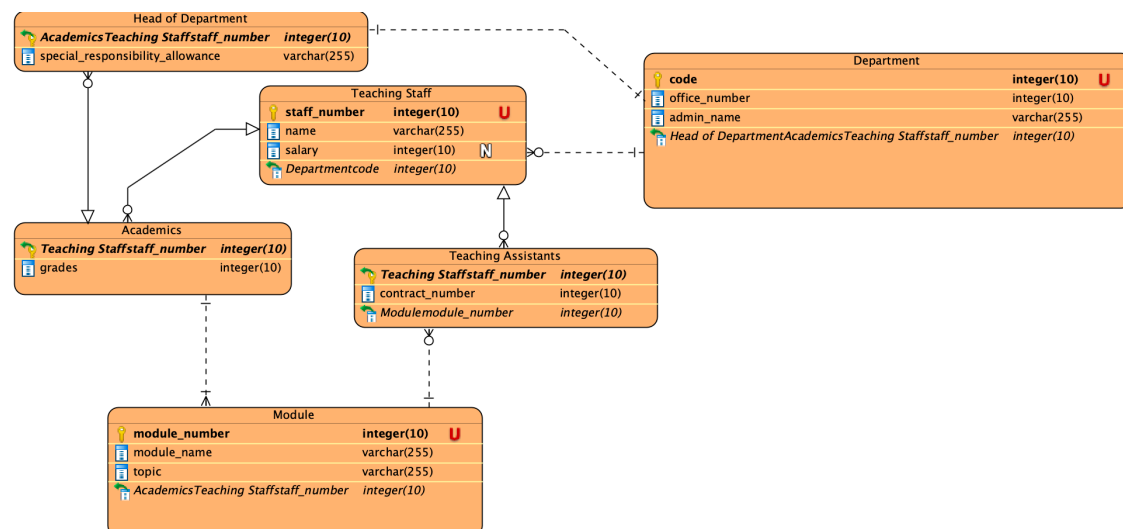 Head of Department
AcademicsTeaching Staffstaff_number integer(10)
special_responsibility_allowance varchar(255)
Department
code integer(10) U
office_number integer(10)
admin_name varchar(255)
Head of DepartmentAcademicsTeaching Staffstaff_number integer(10)
Teaching Staff
staff_number integer(10) U
name varchar(255)
salary integer(10) N
Departmentcode integer(10)
Academics
Teaching Staffstaff_number integer(10)
grades integer(10)
Teaching Assistants
Teaching Staffstaff_number integer(10)
contract_number integer(10)
Modulemodule_number integer(10)
Module
module_number integer(10) U
module_name varchar(255)
topic varchar(255)
AcademicsTeaching Staffstaff_number integer(10)